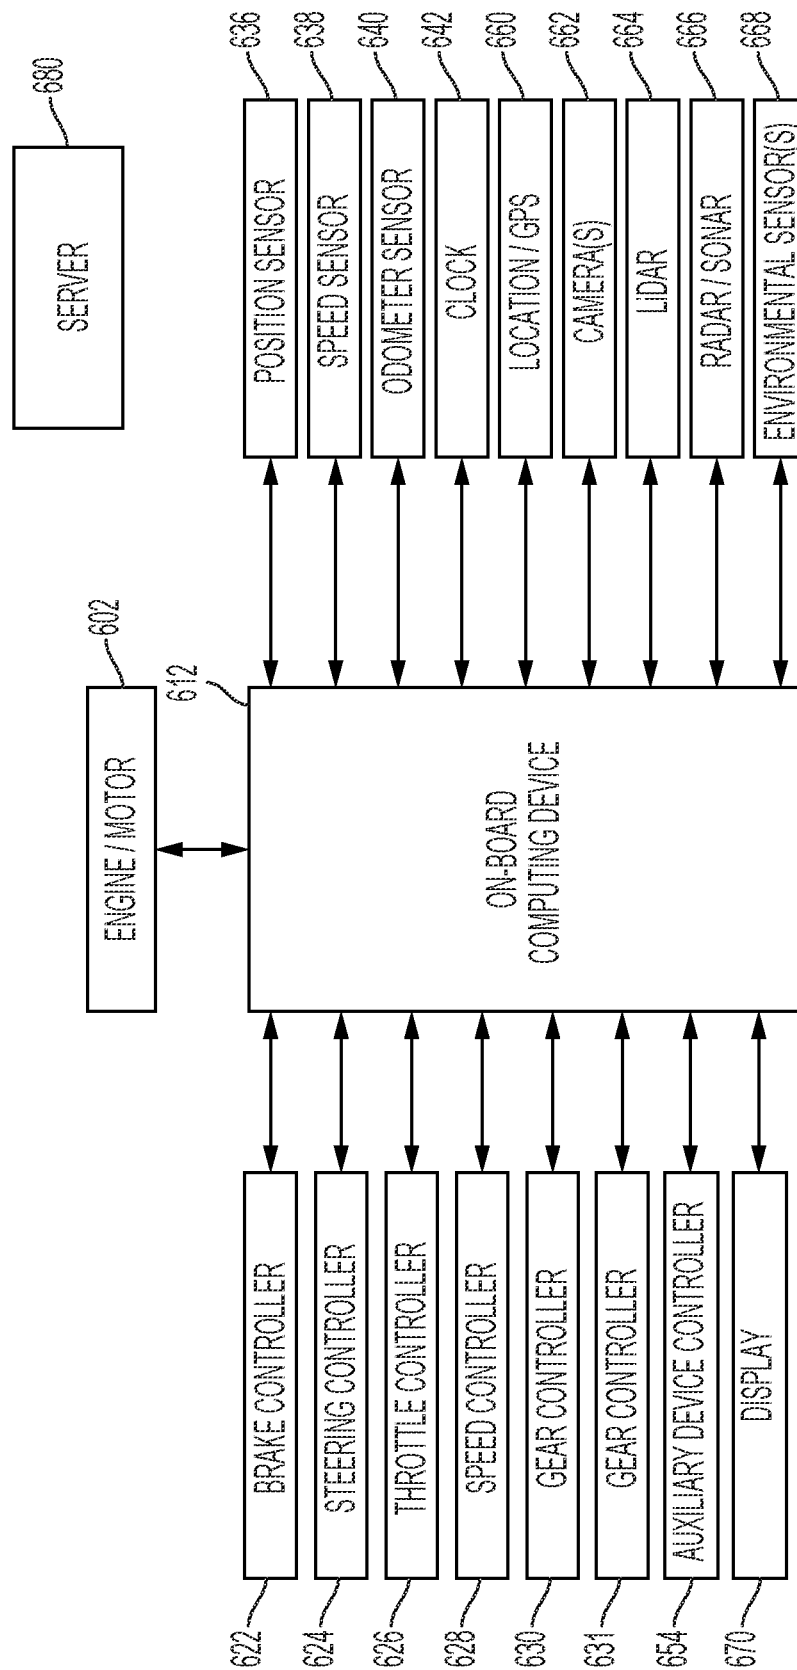 SERVER
680
ENGINE / MOTOR
602
612
ON-BOARD
COMPUTING DEVICE
622
BRAKE CONTROLLER
624
STEERING CONTROLLER
626
THROTTLE CONTROLLER
628
SPEED CONTROLLER
630
GEAR CONTROLLER
631
GEAR CONTROLLER
654
AUXILIARY DEVICE CONTROLLER
670
DISPLAY
POSITION SENSOR
636
SPEED SENSOR
638
ODOMETER SENSOR
640
CLOCK
642
LOCATION / GPS
660
CAMERA(S)
662
LiDAR
664
RADAR / SONAR
666
ENVIRONMENTAL SENSOR(S)
668